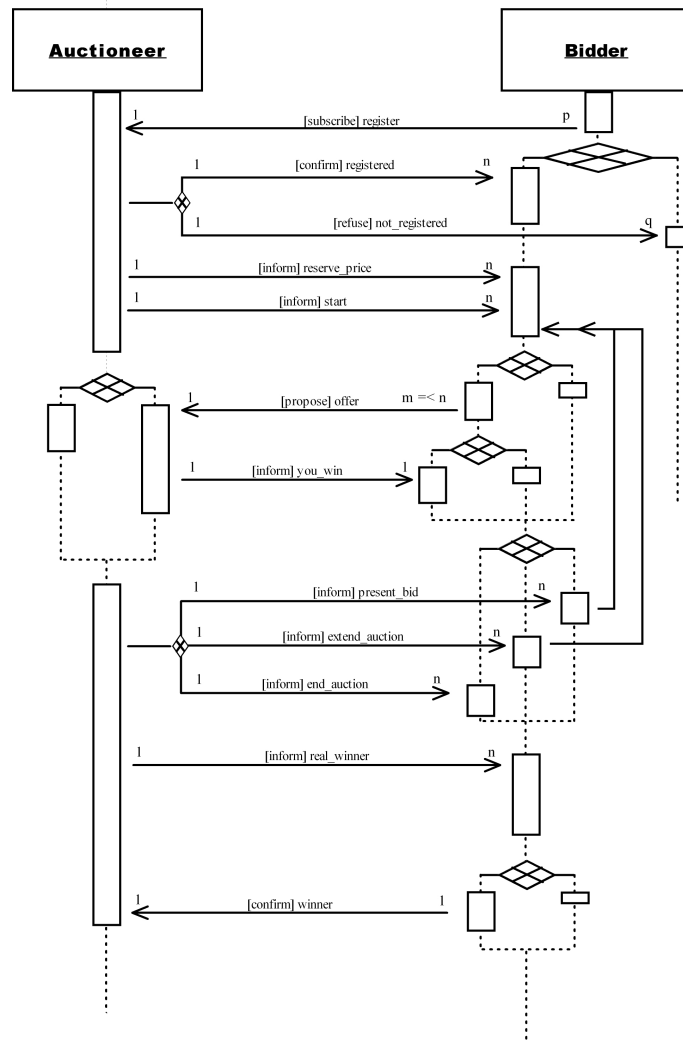 Auctioneer Bidder
1 [subscribe] register p
1 [confirm] registered n
1 [refuse] not_registered q
1 [inform] reserve_price n
1 [inform] start n
1 [propose] offer m =< n
1 [inform] you_win 1
1 [inform] present_bid n
1 [inform] extend_auction n
1 [inform] end_auction n
1 [inform] real_winner n
1 [confirm] winner 1